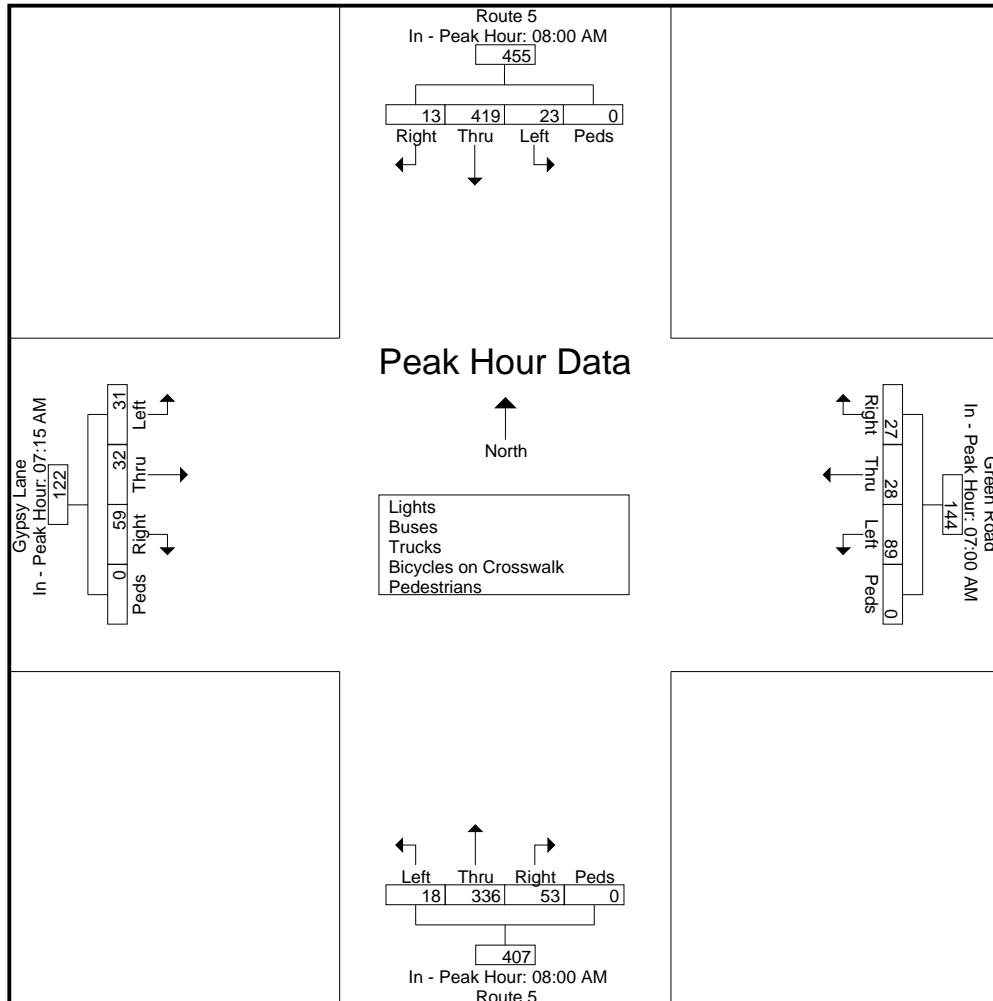 Route 5
In - Peak Hour: 08:00 AM
455
13 419 23 0
Right Thru Left Peds
Peak Hour Data
North
Lights
Buses
Trucks
Bicycles on Crosswalk
Pedestrians
Gypsy Lane
In - Peak Hour: 07:15 AM
122
31 32 59 0
Left Thru Right Peds
Green Road
In - Peak Hour: 07:00 AM
144
27 28 89 0
Right Thru Left Peds
Left Thru Right Peds
18 336 53 0
407
In - Peak Hour: 08:00 AM
Route 5